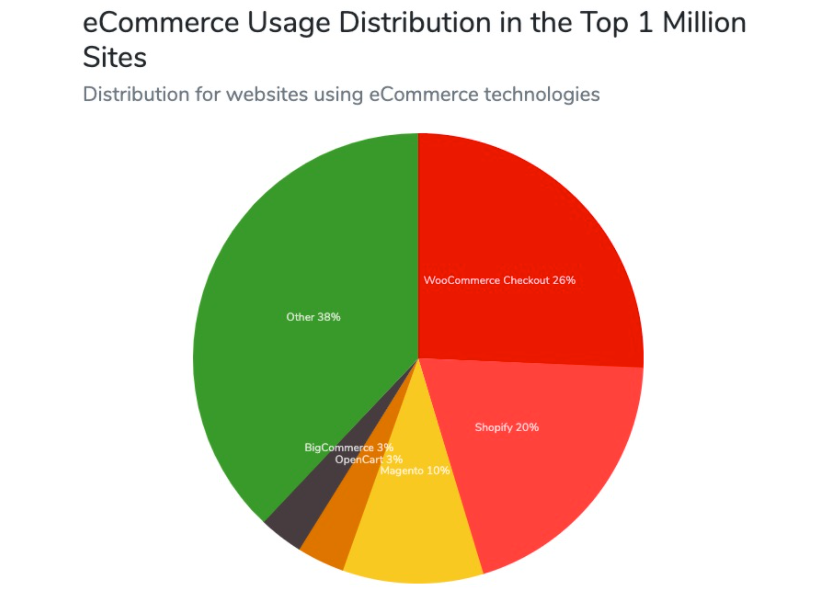 eCommerce Usage Distribution in the Top 1 Million
Sites
Distribution for websites using eCommerce technologies
WooCommerce Checkout 26%
Other 38%
Shopify 20%
BigCommerce 3%
OpenCart 3%
Magento 10%